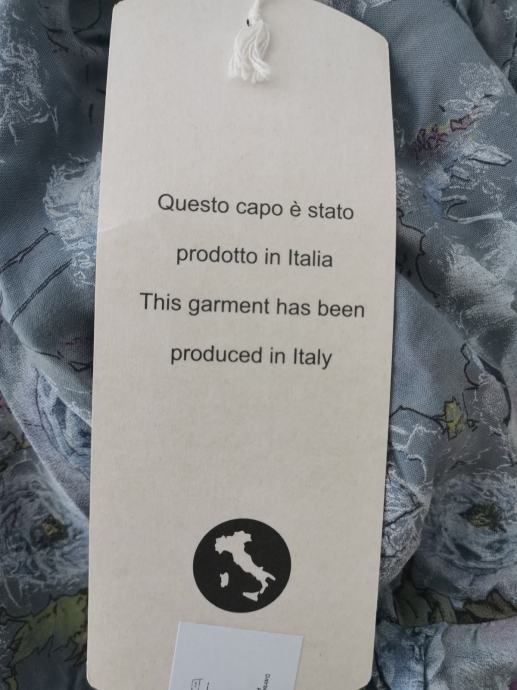 Questo capo è stato
prodotto in Italia
This garment has been
produced in Italy